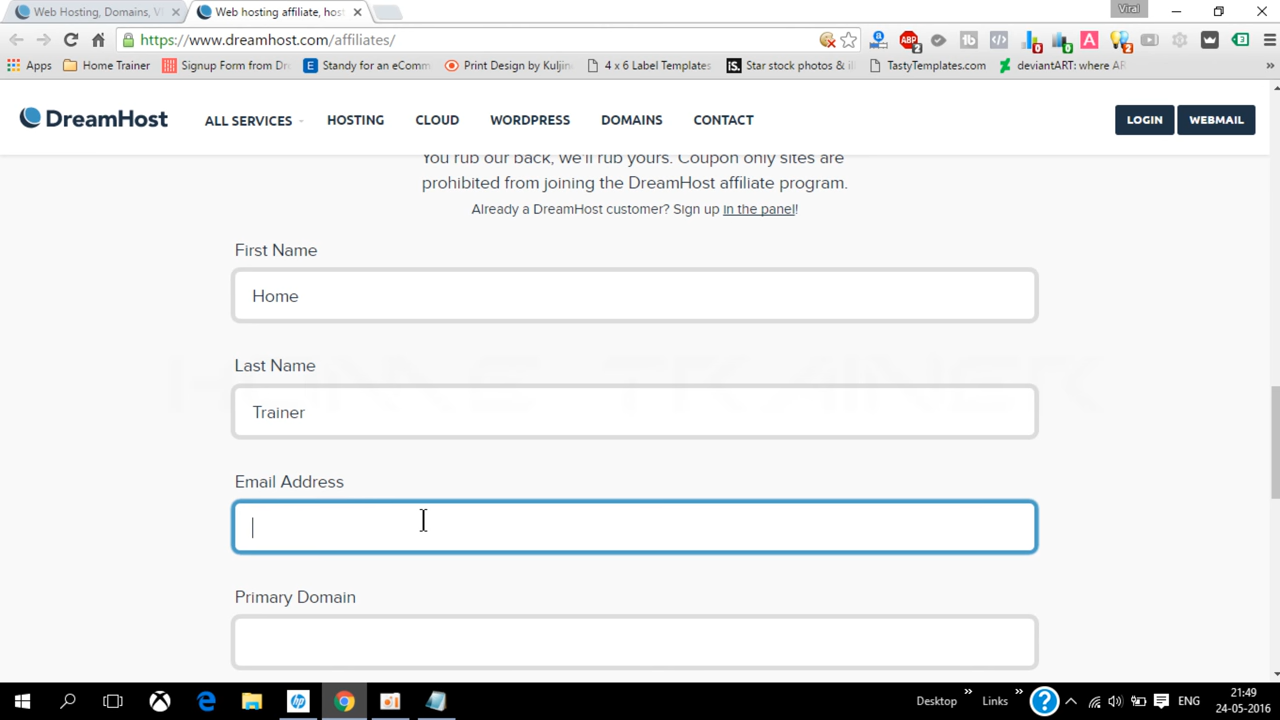 Web Hosting, Domains, V
Web hosting affiliate, hos
Viral
https://www.dreamhost.com/affiliates/
Apps
Home Trainer
Signup Form from Dr
Standy for an eComm
Print Design by Kuljin
4 x 6 Label Templates
Star stock photos & il
TastyTemplates.com
deviantART: where AR
DreamHost
ALL SERVICES
HOSTING
CLOUD
WORDPRESS
DOMAINS
CONTACT
LOGIN
WEBMAIL
You rub our back, we'll rub yours. Coupon only sites are
prohibited from joining the DreamHost affiliate program.
Already a DreamHost customer? Sign up in the panel!
First Name
Home
Last Name
HOME TRAINER
Trainer
Email Address
Primary Domain
Desktop
Links
ENG
21:49
24-05-2016